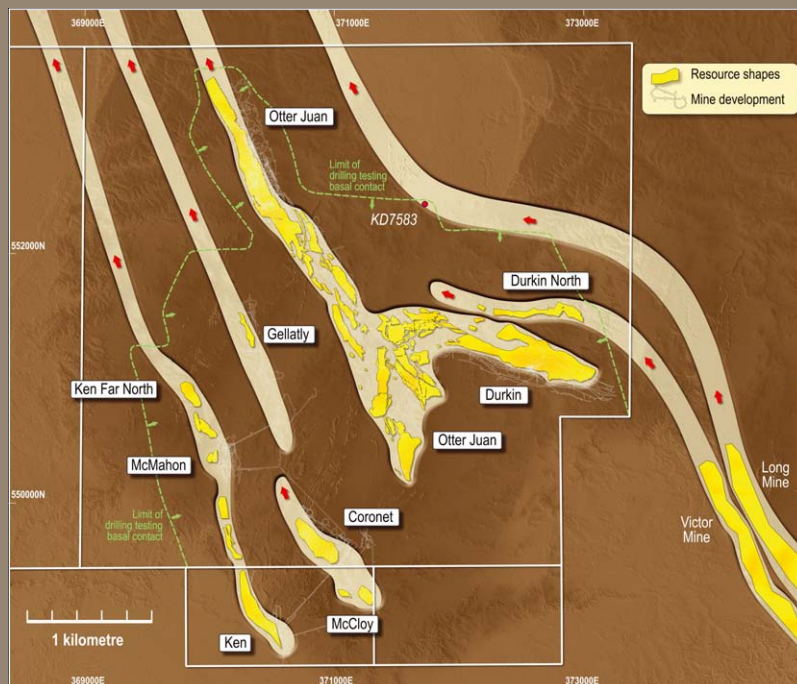 369000E
371000E
373000E
Resource shapes
Mine development
Otter Juan
Limit of
drilling testing
basal contact
KD7583
552000N
Durkin North
Gellatly
Ken Far North
Durkin
Otter Juan
McMahon
Long
Mine
550000N
Coronet
Victor
Mine
Limit of
drilling testing
basal contact
1 kilometre
Ken
McCloy
369000E
371000E
373000E